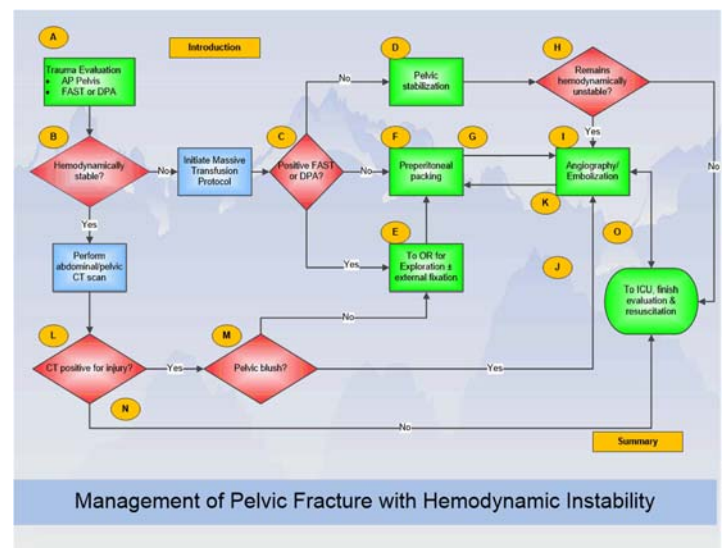 A
Introduction
D
H
Trauma Evaluation
• AP Pelvis
• FAST or DPA
No
Pelvic
stabilization
Remains
hemodynamically
unstable?
B
C
F
G
I
Yes
Hemodynamically
stable?
No
Initiate Massive
Transfusion
Protocol
Positive FAST
or DPA?
No
Preperitoneal
packing
Angiography/
Embolization
No
K
Yes
E
O
Perform
abdominal/pelvic
CT scan
Yes
To OR for
Exploration ±
external fixation
J
To ICU, finish
evaluation &
resuscitation
L
M
No
CT positive for injury?
Yes
Pelvic blush?
Yes
N
No
Summary
Management of Pelvic Fracture with Hemodynamic Instability